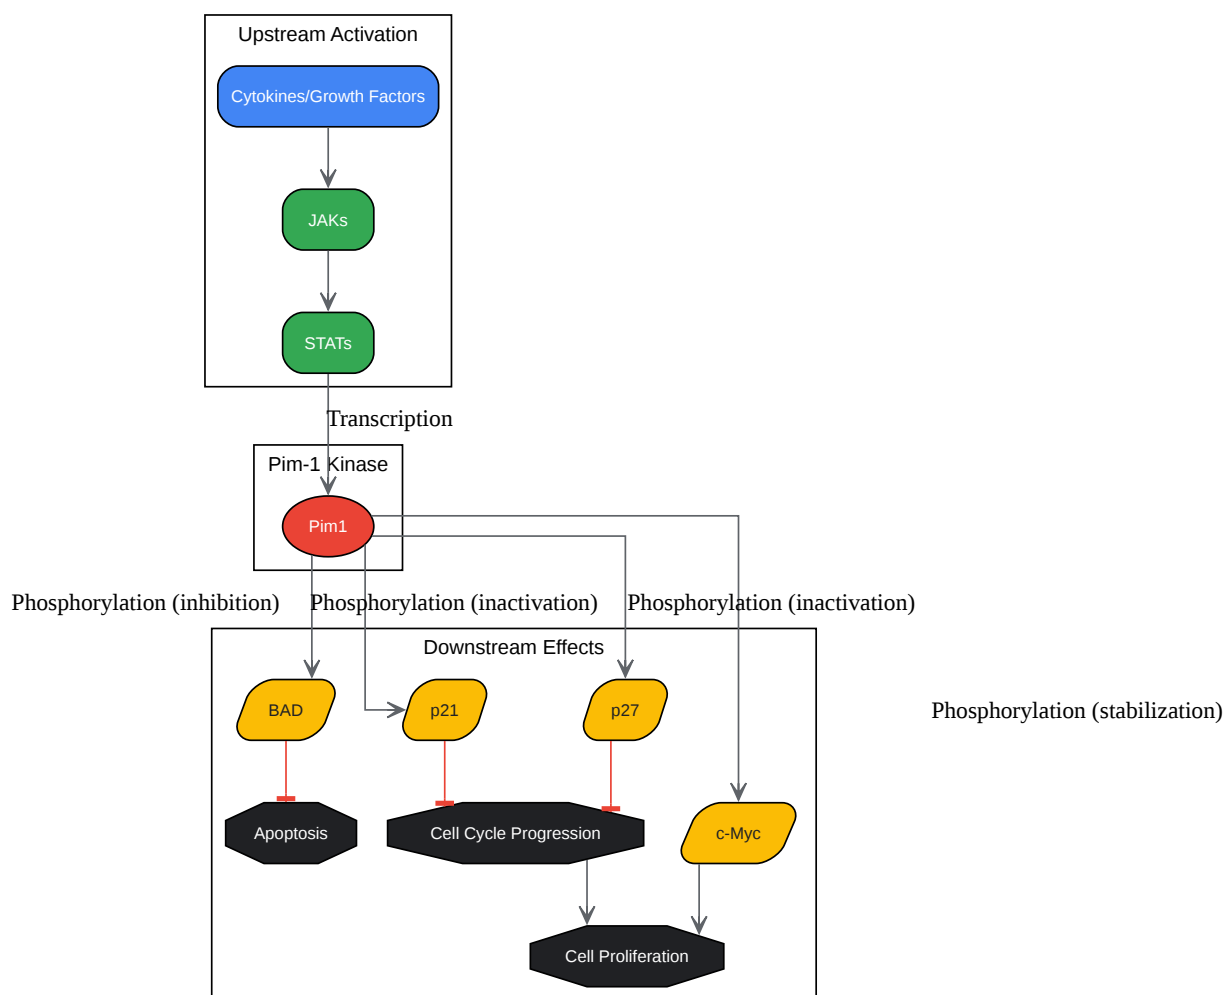 Upstream Activation
Cytokines/Growth Factors
JAKs
STATs
Transcription
Pim-1 Kinase
Pim1
Phosphorylation (inhibition)
Phosphorylation (inactivation)
Phosphorylation (inactivation)
Downstream Effects
BAD
p21
p27
Phosphorylation (stabilization)
Apoptosis
Cell Cycle Progression
c-Myc
Cell Proliferation